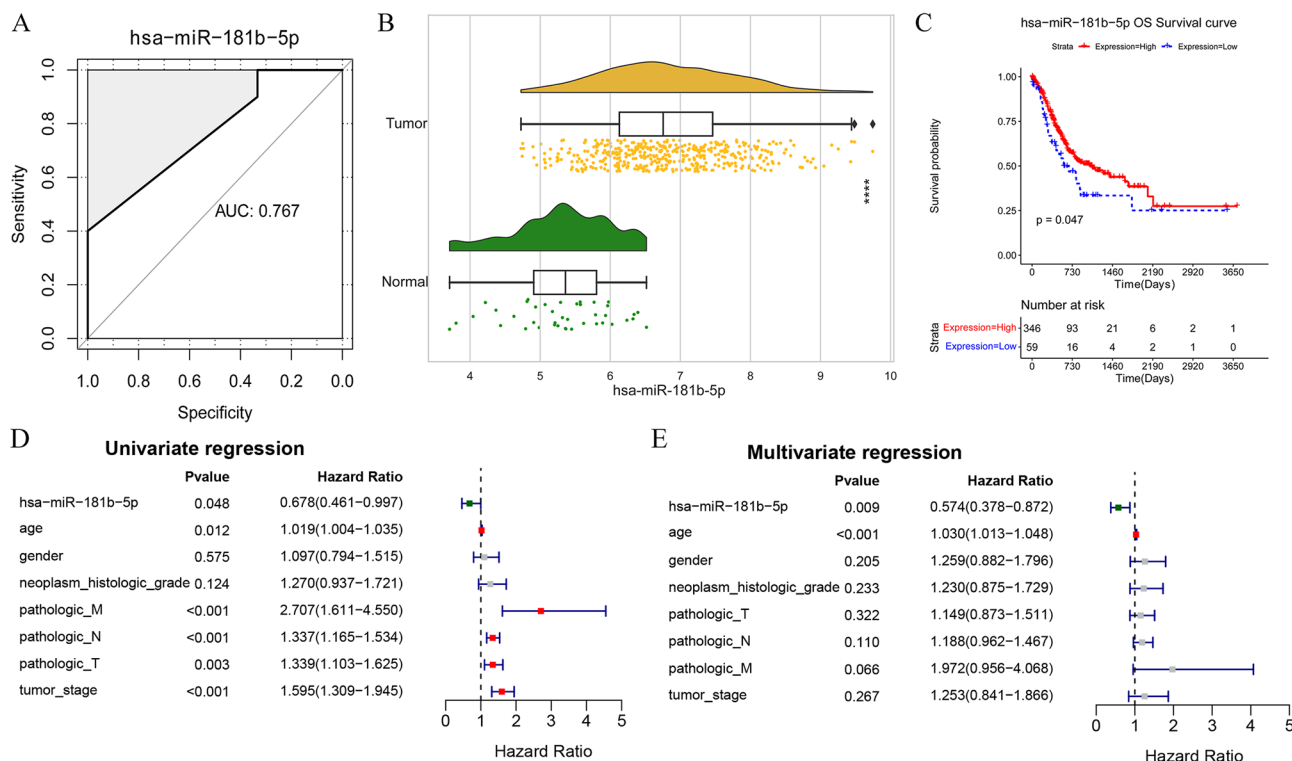 A
hsa-miR-181b-5p
Sensitivity
1.0
0.8
0.6
0.4
0.2
0.0
AUC: 0.767
1.0 0.8 0.6 0.4 0.2 0.0
Specificity
B
Tumor
Normal
****
4 5 6 7 8 9 10
hsa-miR-181b-5p
C
hsa-miR-181b-5p OS Survival curve
Strata Expression=High Expression=Low
Survival probability
1.00
0.75
0.50
0.25
0.00
p = 0.047
0 730 1460 2190 2920 3650
Time(Days)
Number at risk
Strata
Expression=High 346 93 21 6 2 1
Expression=Low 59 16 4 2 1 0
0 730 1460 2190 2920 3650
Time(Days)
D
Univariate regression
Pvalue Hazard Ratio
hsa-miR-181b-5p 0.048 0.678(0.461-0.997)
age 0.012 1.019(1.004-1.035)
gender 0.575 1.097(0.794-1.515)
neoplasm_histologic_grade 0.124 1.270(0.937-1.721)
pathologic_M <0.001 2.707(1.611-4.550)
pathologic_N <0.001 1.337(1.165-1.534)
pathologic_T 0.003 1.339(1.103-1.625)
tumor_stage <0.001 1.595(1.309-1.945)
0 1 2 3 4 5
Hazard Ratio
E
Multivariate regression
Pvalue Hazard Ratio
hsa-miR-181b-5p 0.009 0.574(0.378-0.872)
age <0.001 1.030(1.013-1.048)
gender 0.205 1.259(0.882-1.796)
neoplasm_histologic_grade 0.233 1.230(0.875-1.729)
pathologic_T 0.322 1.149(0.873-1.511)
pathologic_N 0.110 1.188(0.962-1.467)
pathologic_M 0.066 1.972(0.956-4.068)
tumor_stage 0.267 1.253(0.841-1.866)
0 1 2 3 4 5
Hazard Ratio